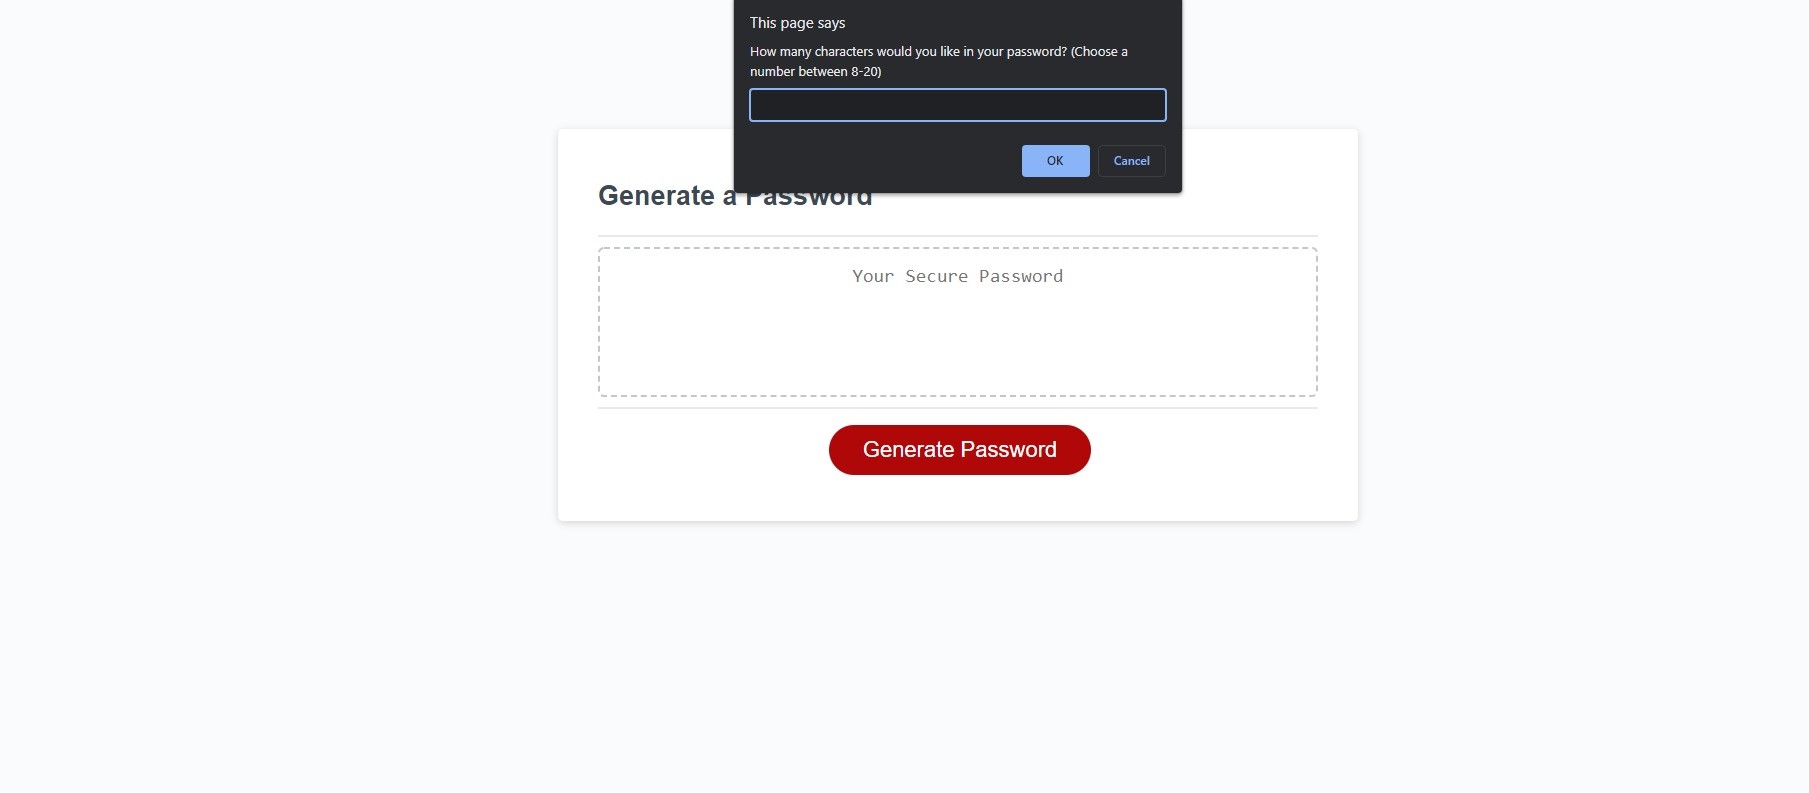 This page says
How many characters would you like in your password? (Choose a
number between 8-20)
OK
Cancel
Generate a Password
Your Secure Password
Generate Password